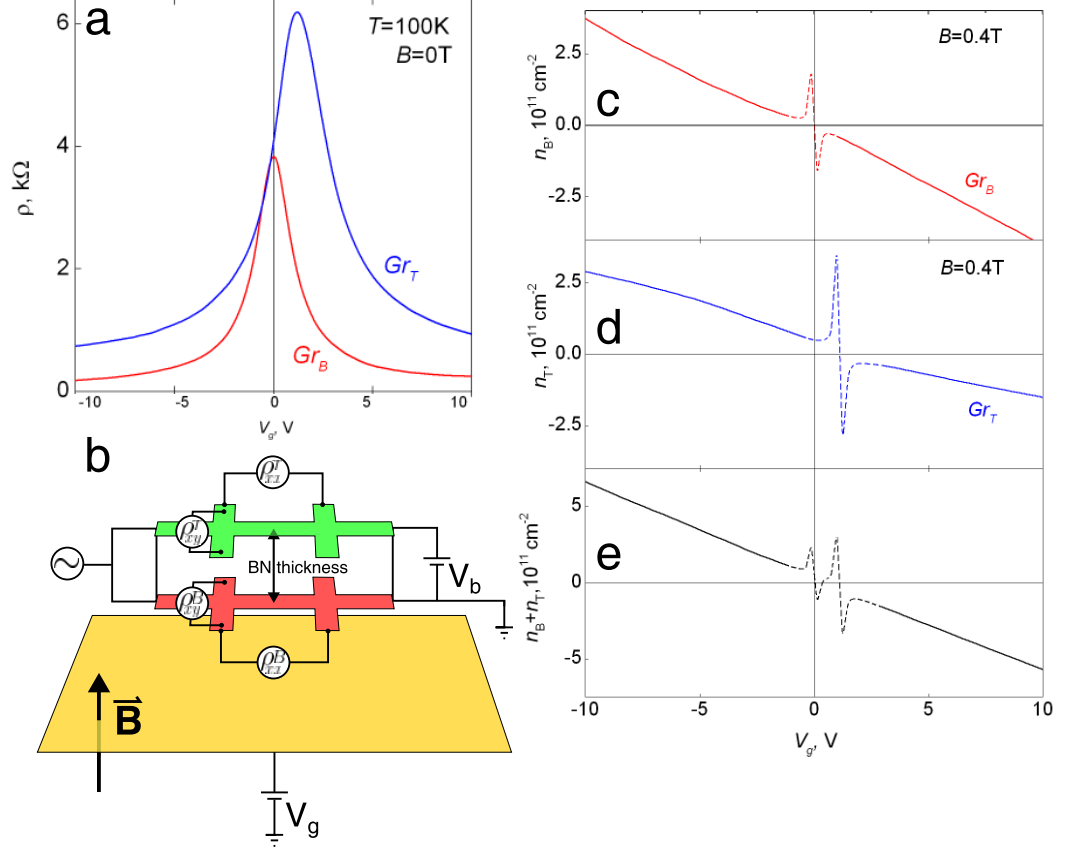 a
T=100K
B=0T
6
4
2
0
ρ, kΩ
Gr_T
Gr_B
-10 -5 0 5 10
V_g, V
b
ρ^T_xx
ρ^T_xy
BN thickness
V_b
ρ^B_xy
ρ^B_xx
B
V_g
c
B=0.4T
2.5
0.0
-2.5
n_B, 10^11 cm^-2
Gr_B
d
B=0.4T
2.5
0.0
-2.5
n_T, 10^11 cm^-2
Gr_T
e
5
0
-5
n_B+n_T,10^11 cm^-2
-10 -5 0 5 10
V_g, V